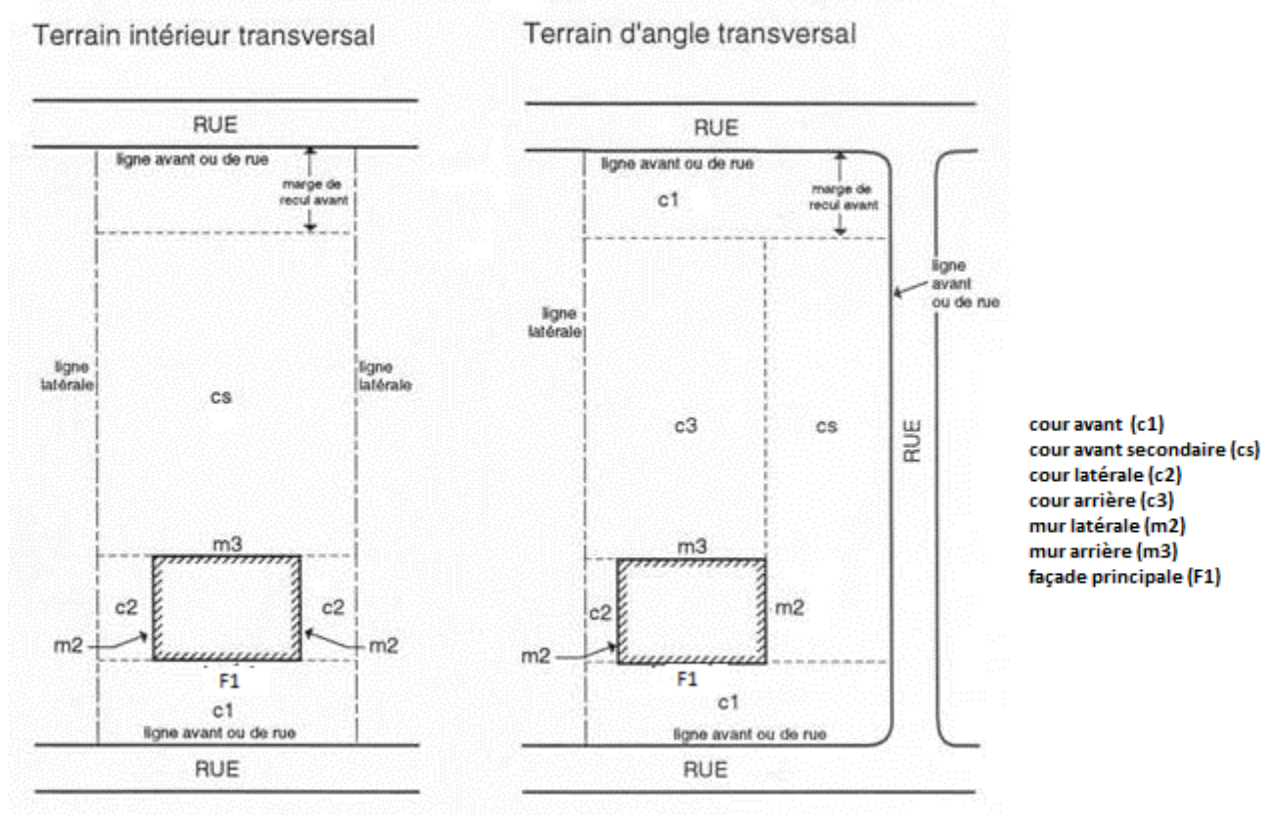 Terrain intérieur transversal
RUE
ligne avant ou de rue
marge de
recul avant
ligne
latérale
ligne
latérale
cs
m3
c2
c2
m2
m2
F1
c1
ligne avant ou de rue
RUE
Terrain d'angle transversal
RUE
ligne avant ou de rue
c1
marge de
recul avant
ligne
avant
ou de rue
ligne
latérale
c3
cs
RUE
m3
c2
m2
m2
F1
c1
ligne avant ou de rue
RUE
cour avant (c1)
cour avant secondaire (cs)
cour latérale (c2)
cour arrière (c3)
mur latérale (m2)
mur arrière (m3)
façade principale (F1)